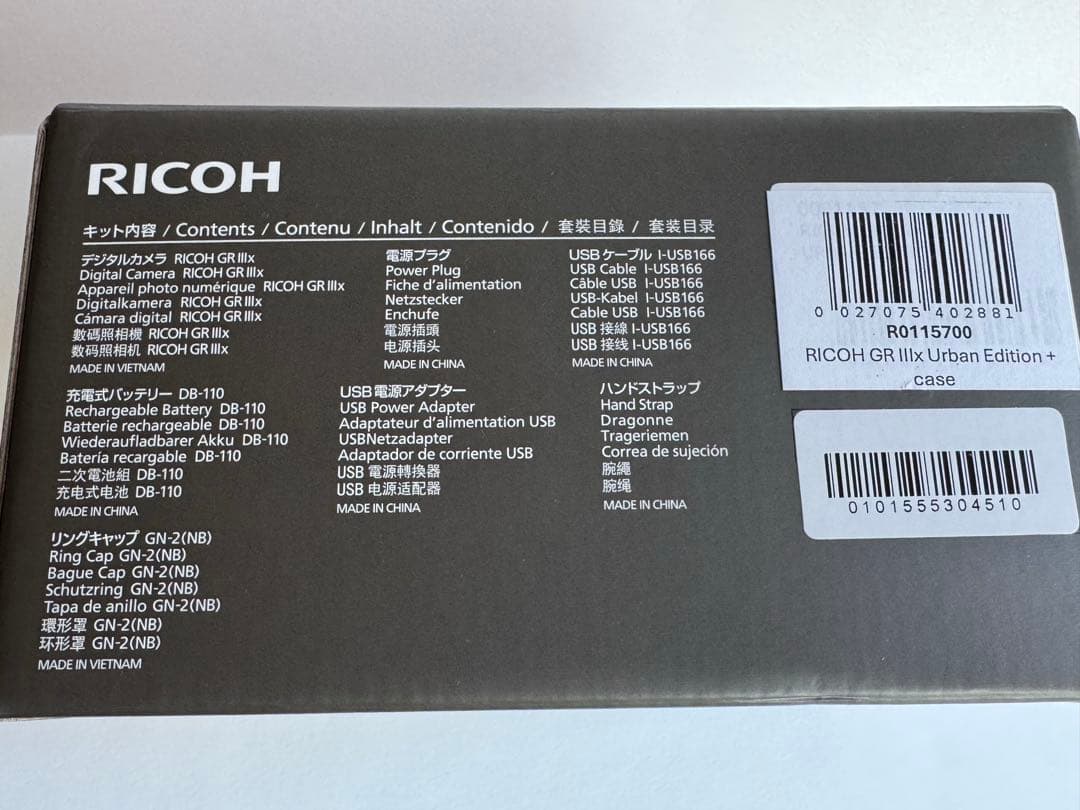 RICOH
キット内容 / Contents / Contenu / Inhalt / Contenido / 套裝目錄 / 套装目录
デジタルカメラ RICOH GR IIIx
Digital Camera RICOH GR IIIx
Appareil photo numérique RICOH GR IIIx
Digitalkamera RICOH GR IIIx
Cámara digital RICOH GR IIIx
數碼照相機 RICOH GR IIIx
数码照相机 RICOH GR IIIx
MADE IN VIETNAM
電源プラグ
Power Plug
Fiche d'alimentation
Netzstecker
Enchufe
電源插頭
电源插头
MADE IN CHINA
USBケーブル I-USB166
USB Cable I-USB166
Câble USB I-USB166
USB-Kabel I-USB166
Cable USB I-USB166
USB 接線 I-USB166
USB 接线 I-USB166
MADE IN CHINA
充電式バッテリー DB-110
Rechargeable Battery DB-110
Batterie rechargeable DB-110
Wiederaufladbarer Akku DB-110
Batería recargable DB-110
二次電池組 DB-110
充电式电池 DB-110
MADE IN CHINA
USB電源アダプター
USB Power Adapter
Adaptateur d'alimentation USB
USBNetzadapter
Adaptador de corriente USB
USB 電源轉換器
USB 电源适配器
MADE IN CHINA
ハンドストラップ
Hand Strap
Dragonne
Trageriemen
Correa de sujeción
腕繩
腕绳
MADE IN CHINA
リングキャップ GN-2(NB)
Ring Cap GN-2(NB)
Bague Cap GN-2(NB)
Schutzring GN-2(NB)
Tapa de anillo GN-2(NB)
環形罩 GN-2(NB)
环形罩 GN-2(NB)
MADE IN VIETNAM
0 027075 402881
R0115700
RICOH GR IIIx Urban Edition +
case
0101555304510